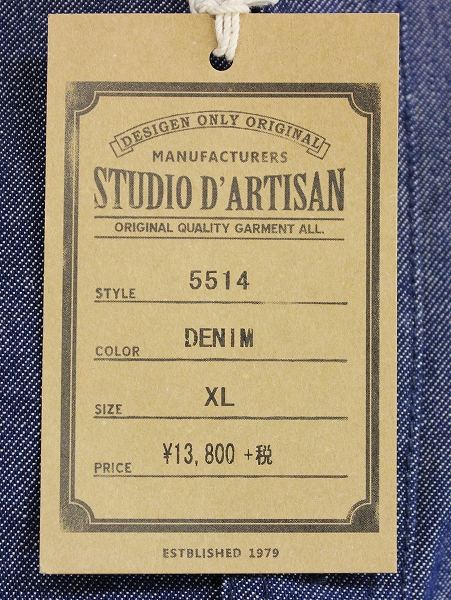 DESIGEN ONLY ORIGINAL
MANUFACTURERS
STUDIO D'ARTISAN
ORIGINAL QUALITY GARMENT ALL.
STYLE 5514
COLOR DENIM
SIZE XL
PRICE ¥13,800 +税
ESTBLISHED 1979